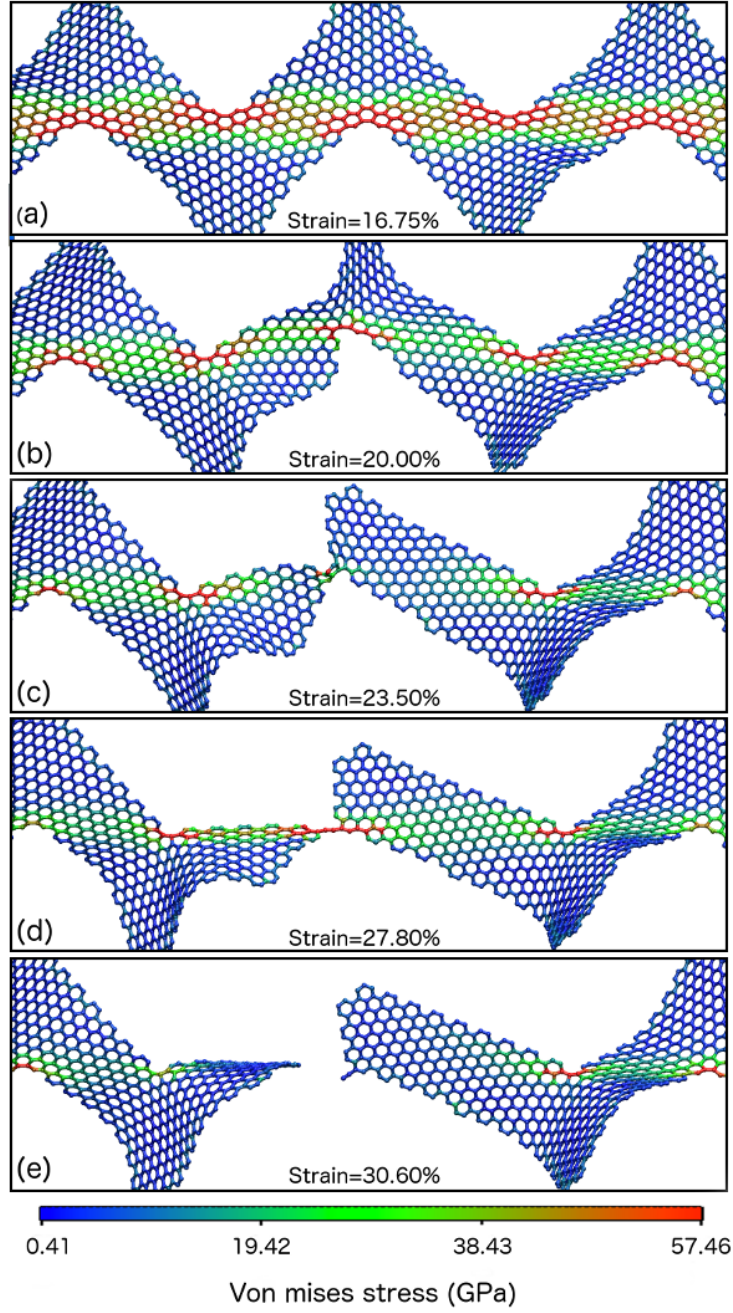 (a)
Strain=16.75%
(b)
Strain=20.00%
(c)
Strain=23.50%
(d)
Strain=27.80%
(e)
Strain=30.60%
0.41 19.42 38.43 57.46
Von mises stress (GPa)